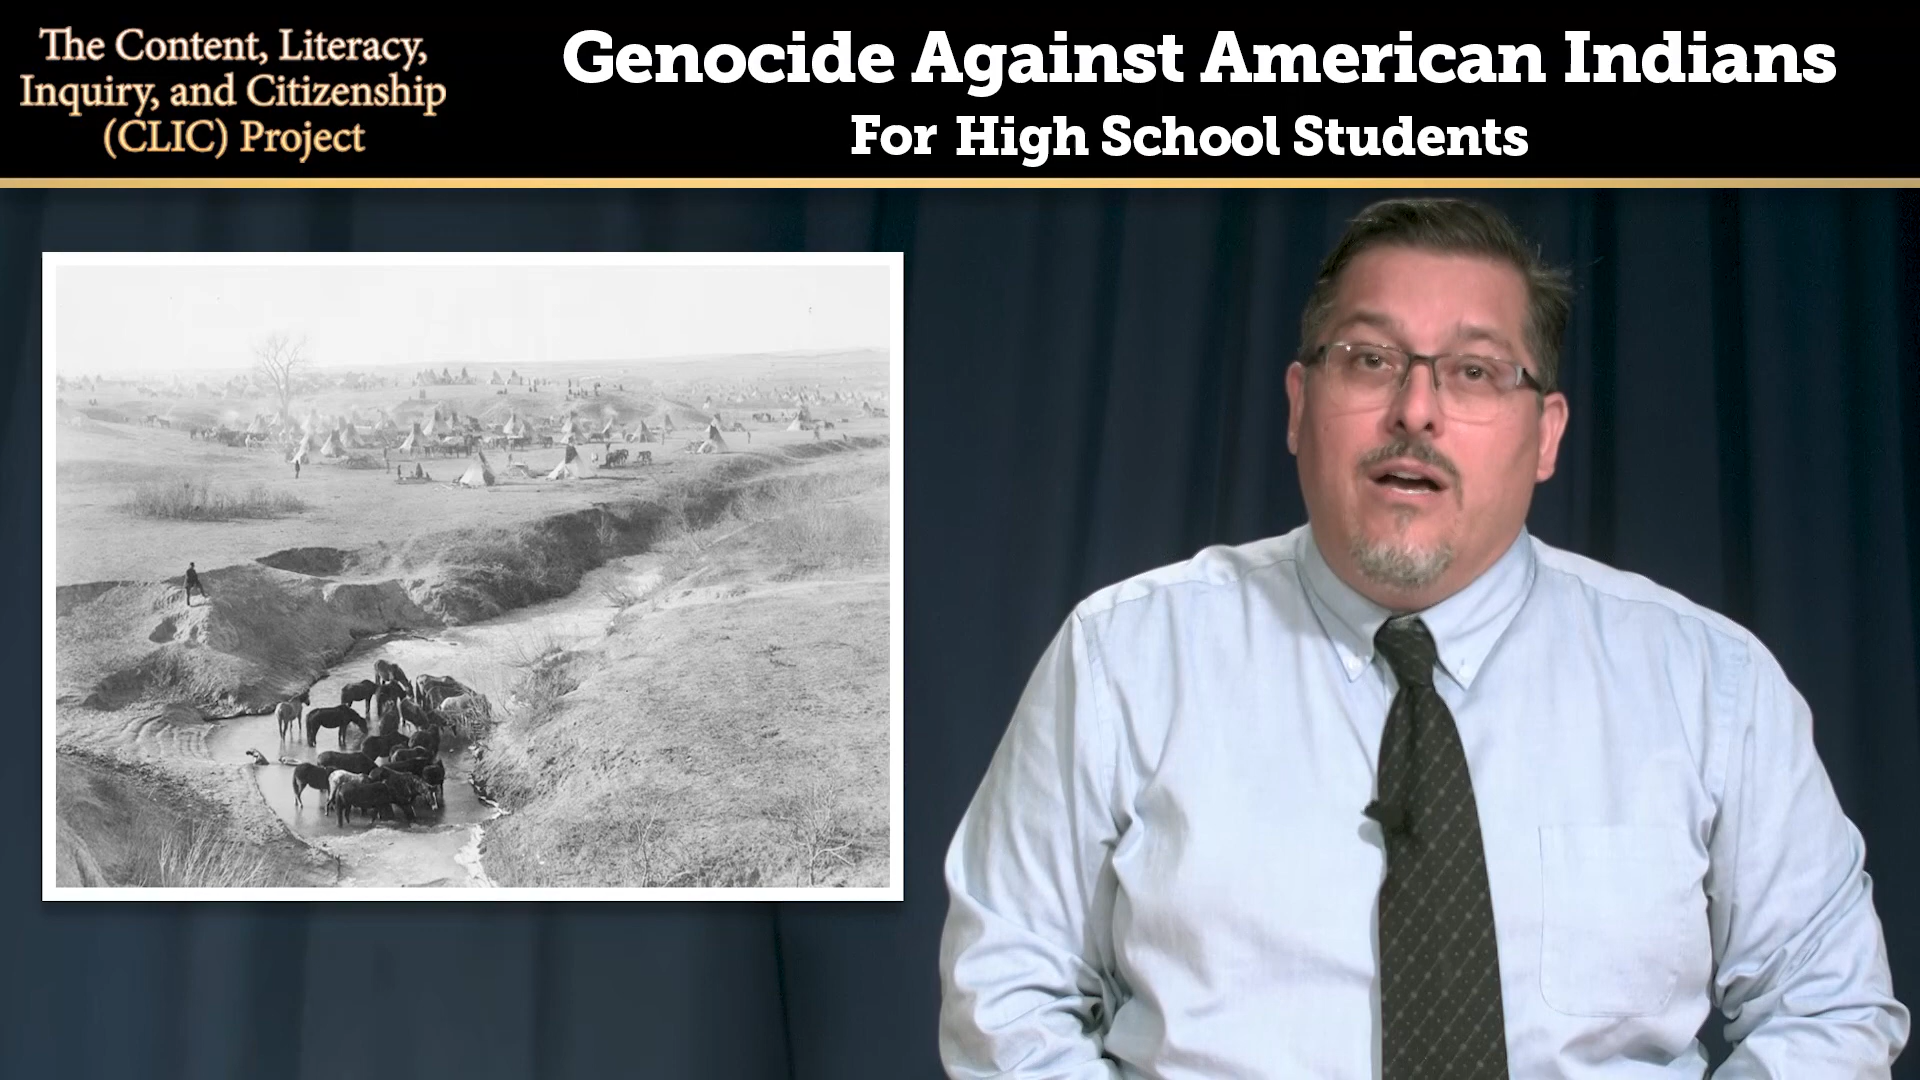 The Content, Literacy,
Inquiry, and Citizenship
(CLIC) Project
Genocide Against American Indians
For High School Students